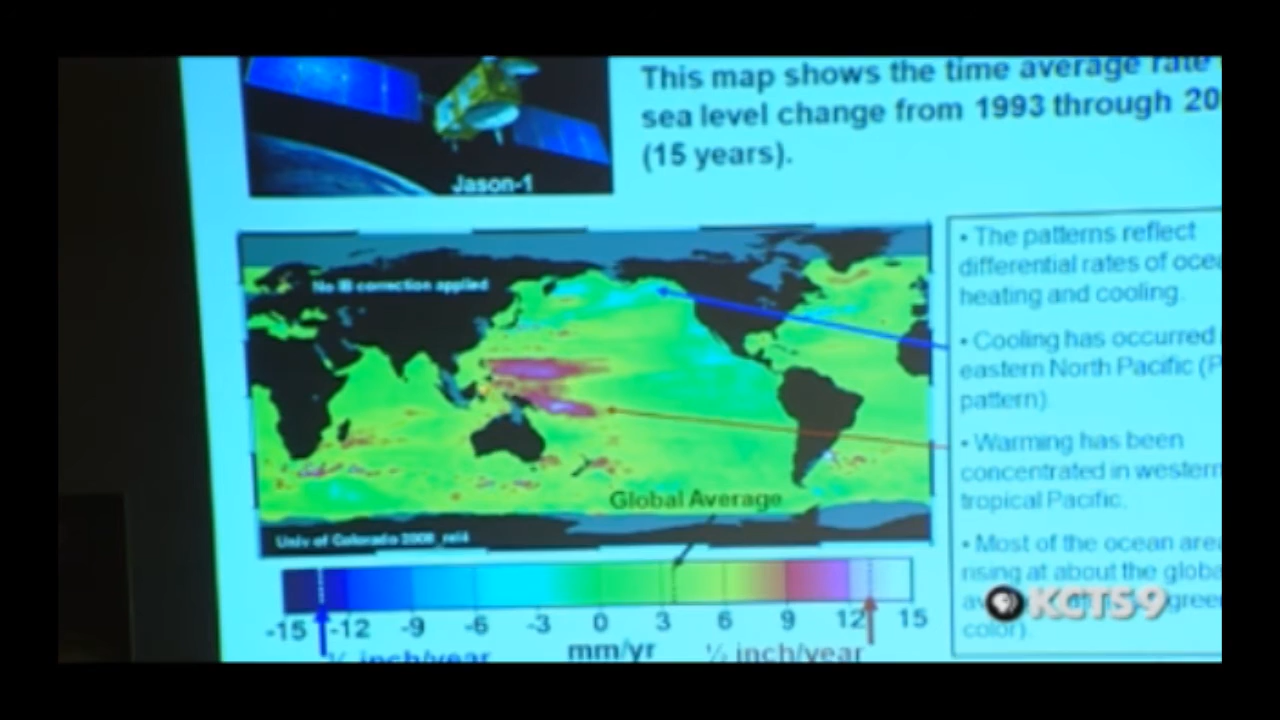 This map shows the time average rate
sea level change from 1993 through 20
(15 years).
Jason-1
• The patterns reflect
differential rates of ocea
heating and cooling.
No IB correction applied
• Cooling has occurred
eastern North Pacific (P
pattern).
• Warming has been
concentrated in western
tropical Pacific.
Global Average
Univ of Colorado 2008_rel4
• Most of the ocean area
rising at about the globa
gree
color).
KCTS9
-15 -12 -9 -6 -3 0 3 6 9 12 15
inch/year mm/yr ½ inch/year